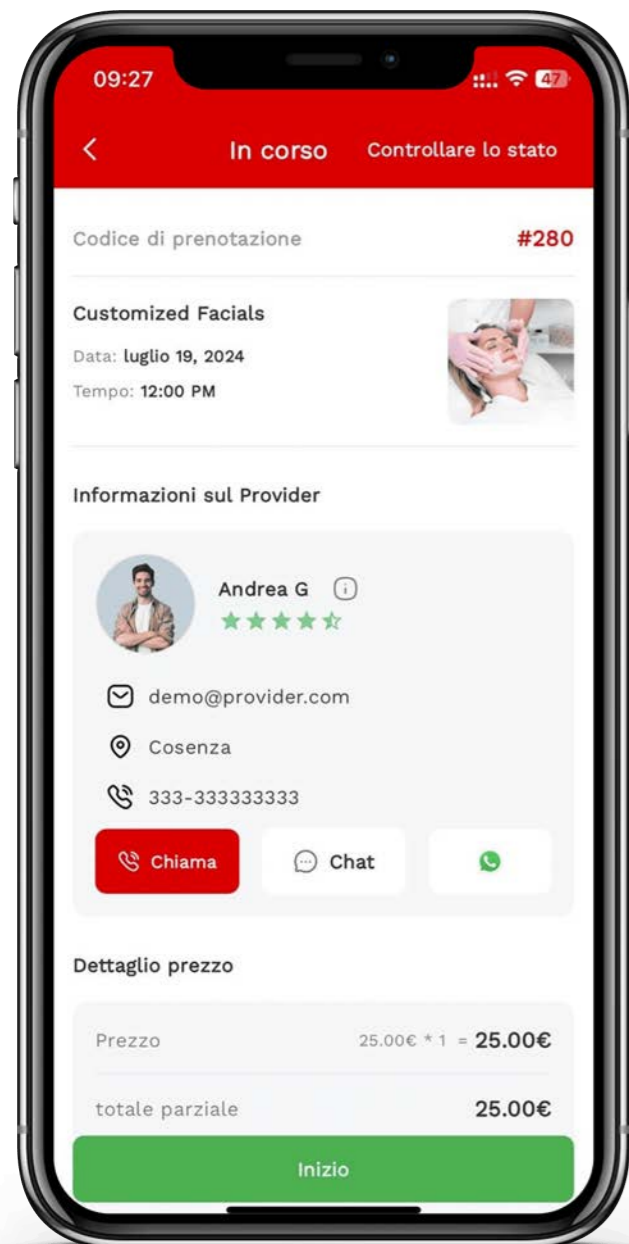 09:27
47
In corso
Controllare lo stato
Codice di prenotazione
#280
Customized Facials
Data: luglio 19, 2024
Tempo: 12:00 PM
Informazioni sul Provider
Andrea G
demo@provider.com
Cosenza
333-333333333
Chiama
Chat
Dettaglio prezzo
Prezzo
25.00€ * 1 = 25.00€
totale parziale
25.00€
Inizio